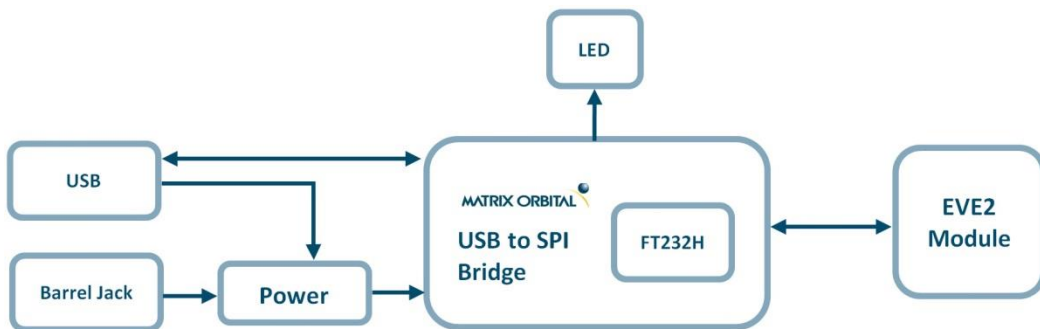 LED
USB
MATRIX ORBITAL
USB to SPI
Bridge
FT232H
EVE2
Module
Barrel Jack
Power